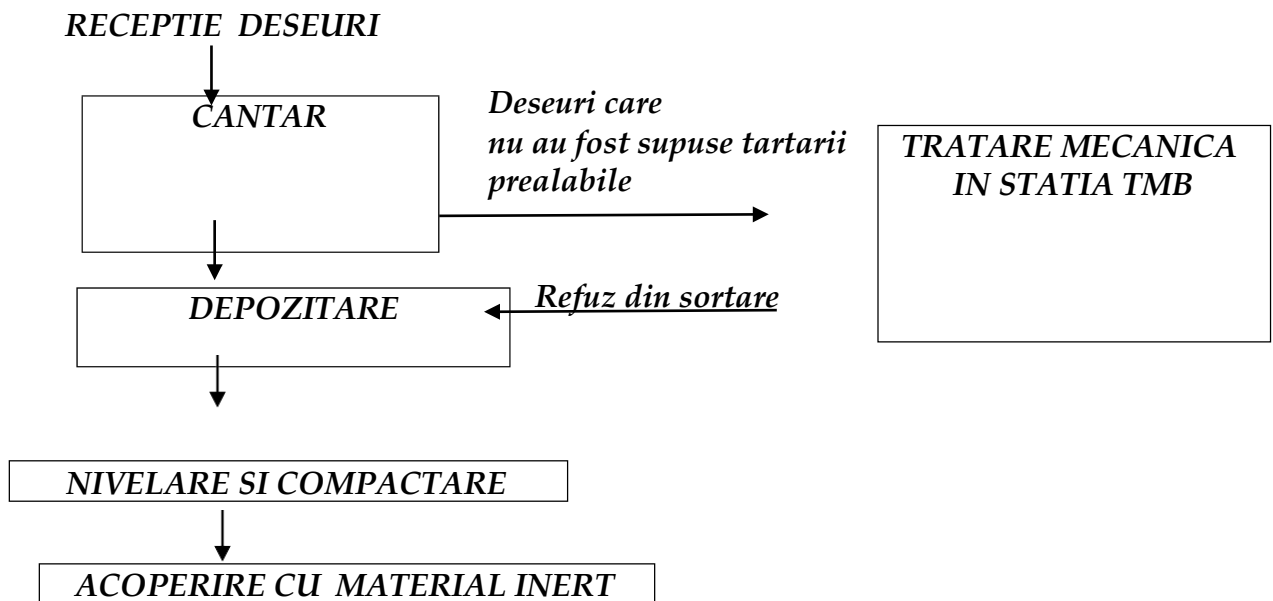 RECEPTIE DESEURI
CANTAR
Deseuri care
nu au fost supuse tartarii
prealabile
TRATARE MECANICA
IN STATIA TMB
DEPOZITARE
Refuz din sortare
NIVELARE SI COMPACTARE
ACOPERIRE CU MATERIAL INERT